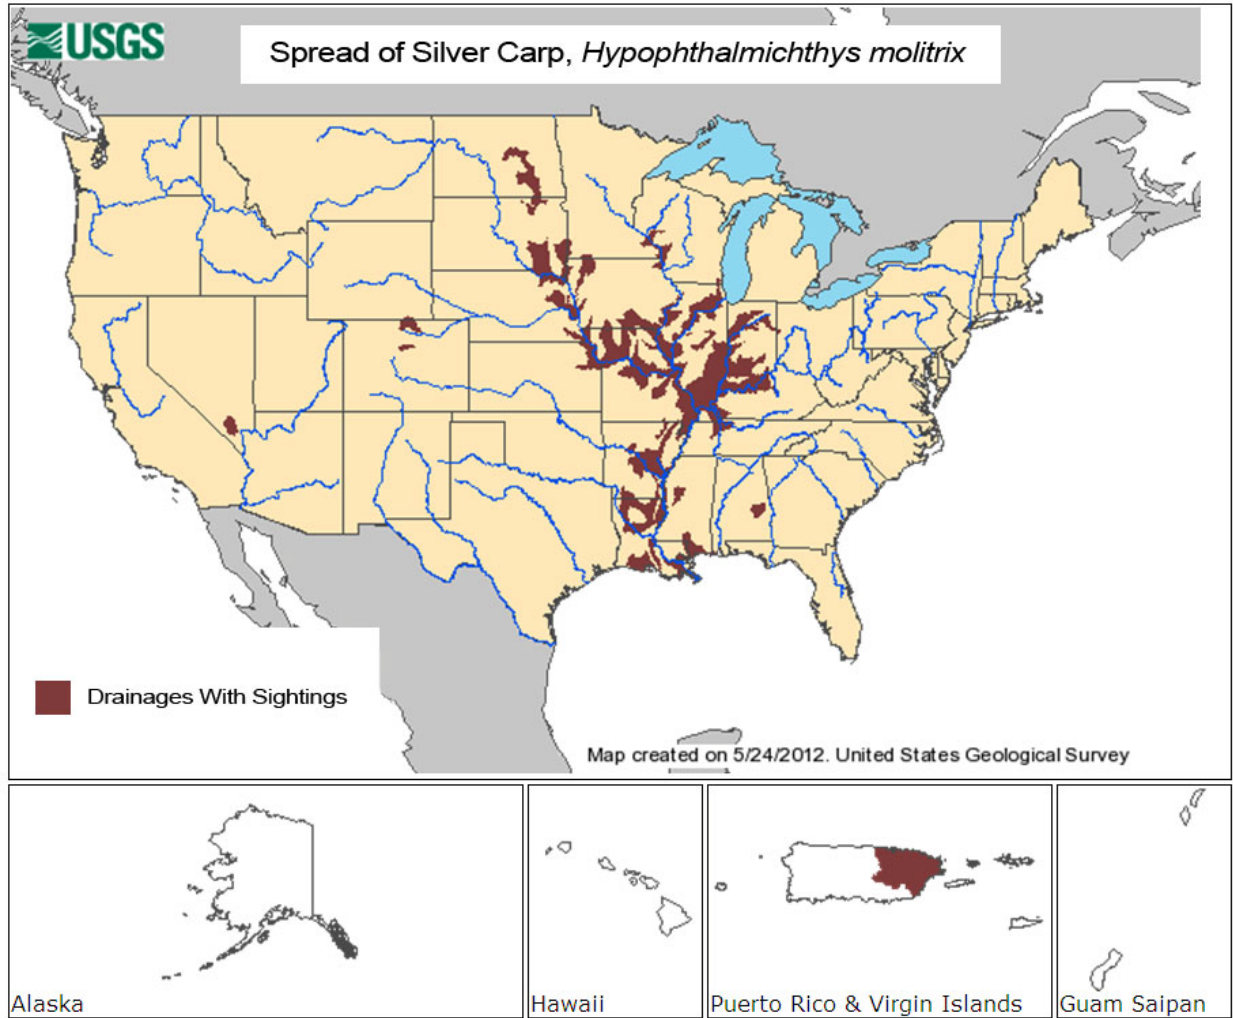 USGS
Spread of Silver Carp, Hypophthalmichthys molitrix
Drainages With Sightings
Map created on 5/24/2012. United States Geological Survey
Alaska
Hawaii
Puerto Rico & Virgin Islands
Guam Saipan